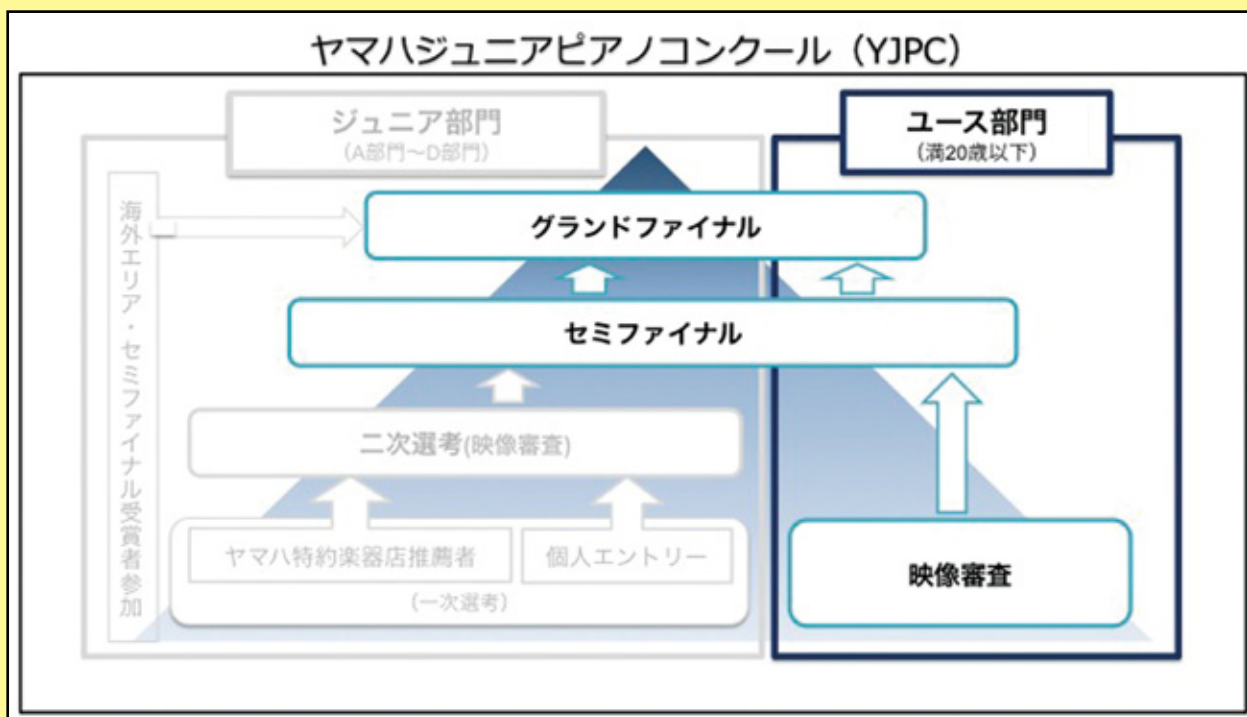 ヤマハジュニアピアノコンクール（YJPC）
ジュニア部門
（A部門～D部門）
ユース部門
（満20歳以下）
海外エリア・セミファイナル受賞者参加
グランドファイナル
セミファイナル
二次選考(映像審査)
ヤマハ特約楽器店推薦者
個人エントリー
（一次選考）
映像審査